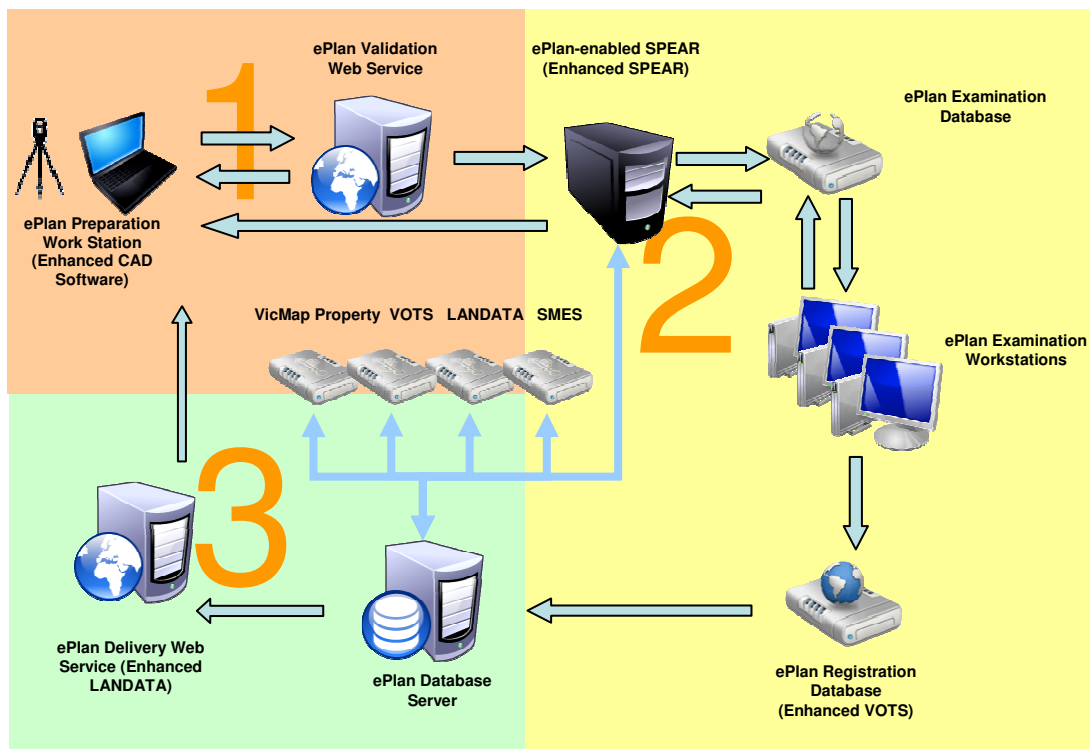 ePlan Validation
Web Service
ePlan-enabled SPEAR
(Enhanced SPEAR)
ePlan Examination
Database
1
ePlan Preparation
Work Station
(Enhanced CAD
Software)
2
VicMap Property VOTS LANDATA SMES
ePlan Examination
Workstations
3
ePlan Delivery Web
Service (Enhanced
LANDATA)
ePlan Database
Server
ePlan Registration
Database
(Enhanced VOTS)